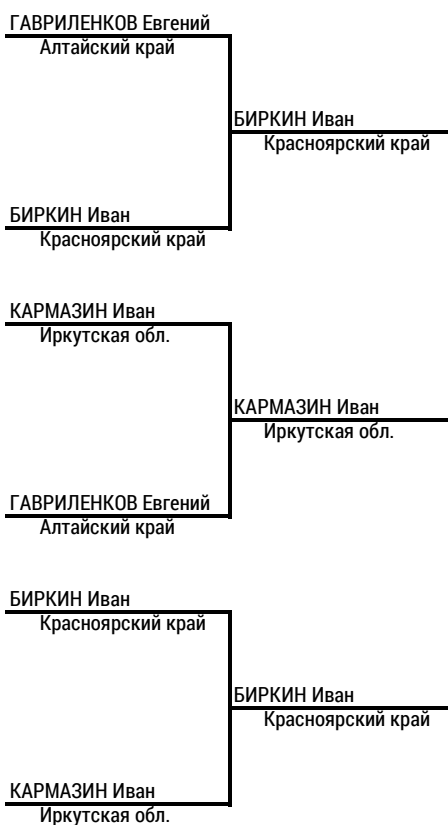 ГАВРИЛЕНКОВ Евгений
Алтайский край
БИРКИН Иван
Красноярский край
БИРКИН Иван
Красноярский край
КАРМАЗИН Иван
Иркутская обл.
КАРМАЗИН Иван
Иркутская обл.
ГАВРИЛЕНКОВ Евгений
Алтайский край
БИРКИН Иван
Красноярский край
БИРКИН Иван
Красноярский край
КАРМАЗИН Иван
Иркутская обл.